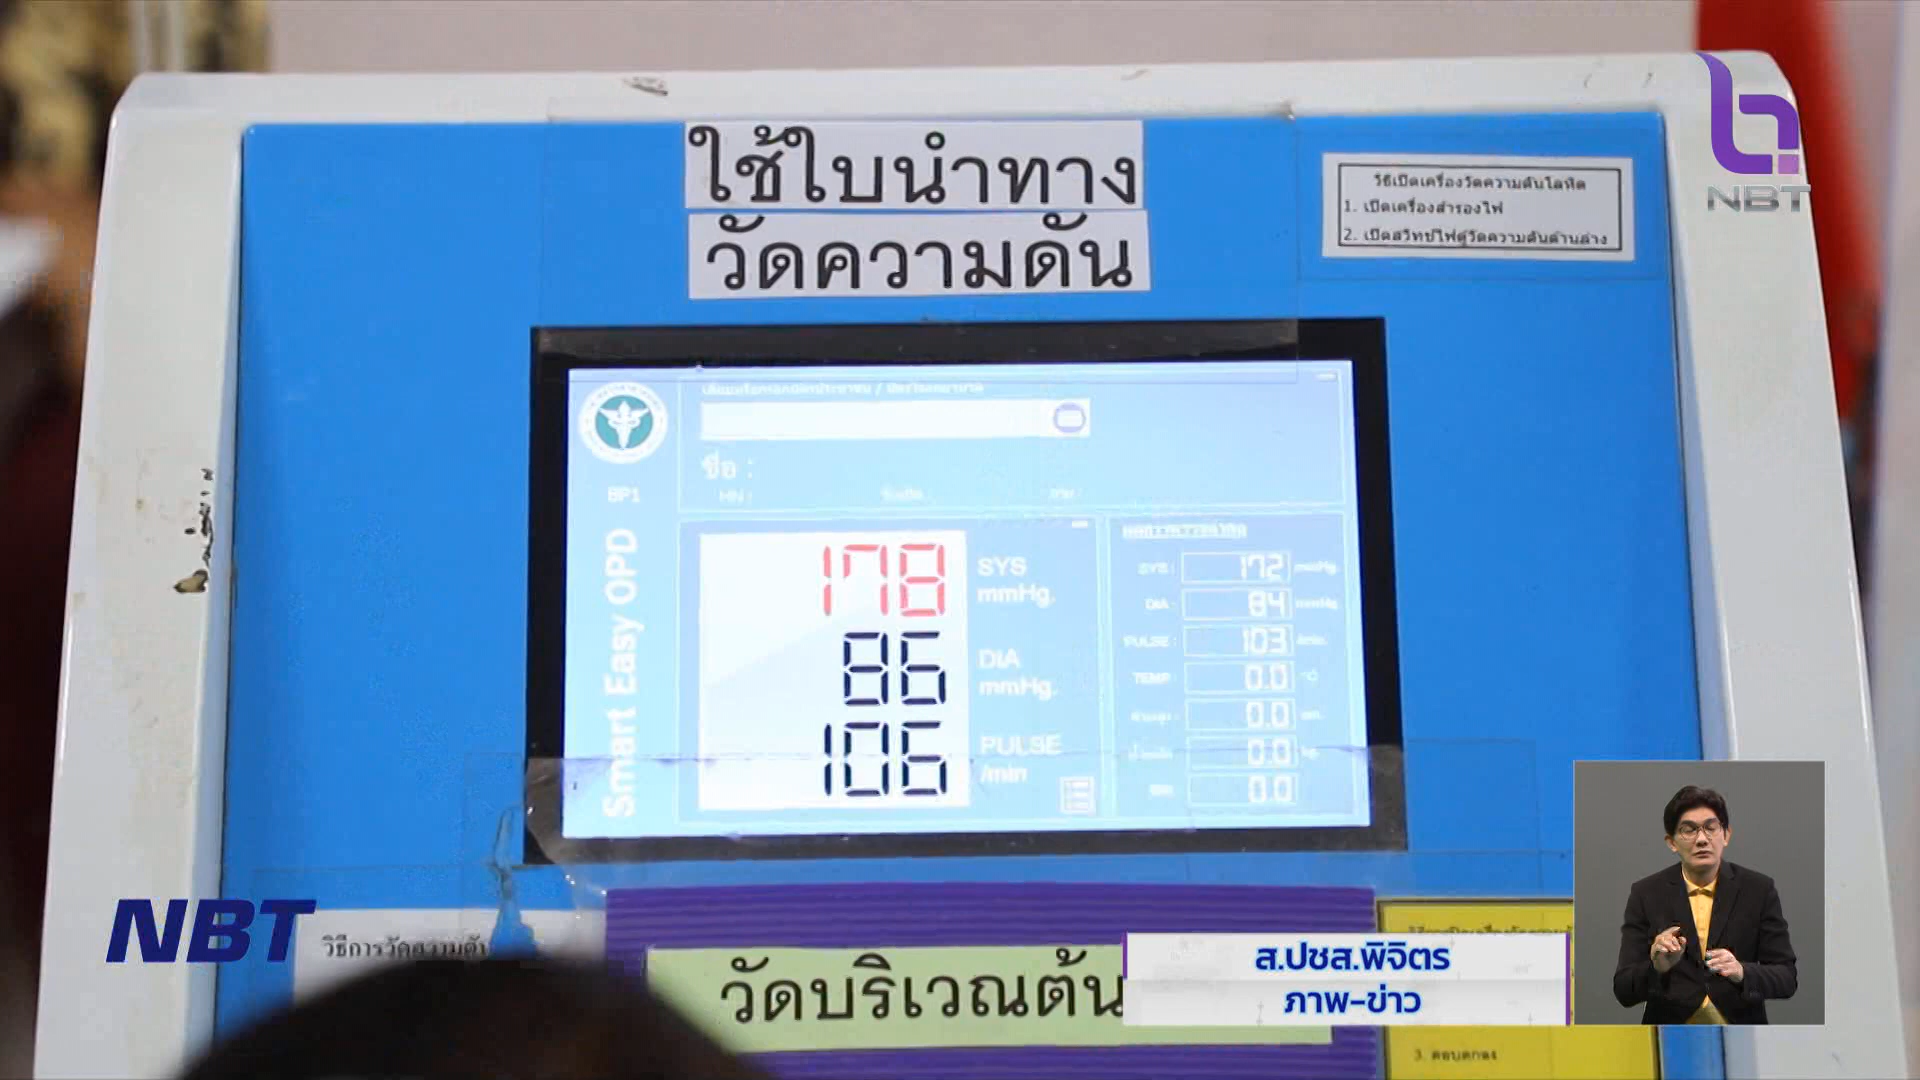 ใช้ใบนำทาง
วัดความดัน
วิธีเปิดเครื่องวัดความดันโลหิต
1. เปิดเครื่องสำรองไฟ
2. เปิดสวิทช์ไฟตู้วัดความดันด้านล่าง
NBT
ชื่อ :
HN :
BP1
Smart Easy OPD
178 SYS mmHg.
86 DIA mmHg.
106 PULSE /min
SYS : 172 mmHg
DIA : 84 mmHg
PULSE : 103 /min
TEMP 0.0 °C
0.0
0.0
0.0
NBT
วิธีการวัดความดัน
วัดบริเวณต้น
ส.ปชส.พิจิตร
ภาพ-ข่าว